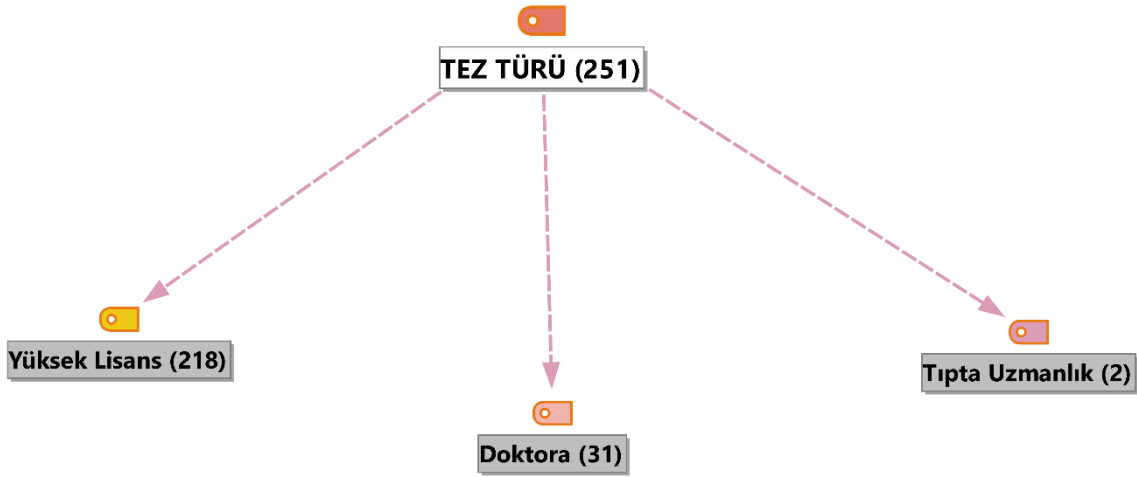 TEZ TÜRÜ (251)
Yüksek Lisans (218)
Tıpta Uzmanlık (2)
Doktora (31)